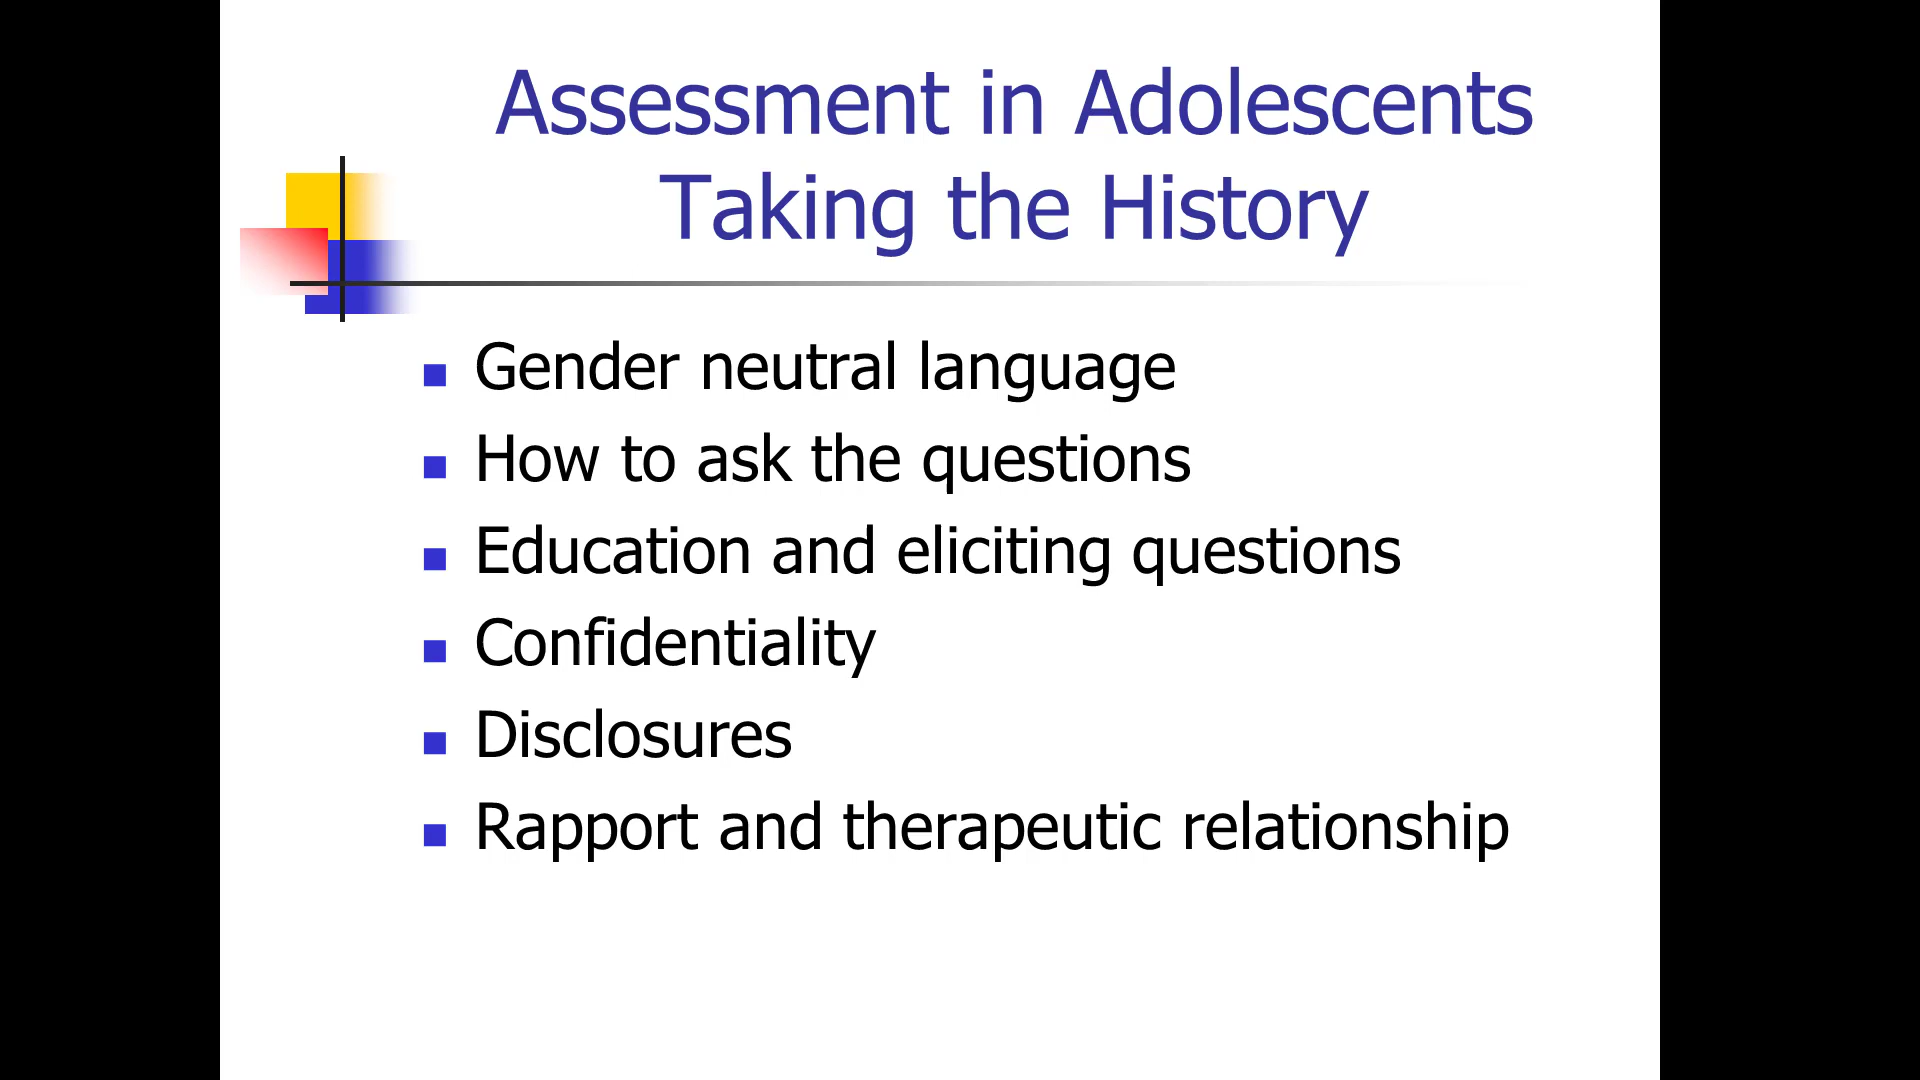 Assessment in Adolescents
Taking the History
Gender neutral language
How to ask the questions
Education and eliciting questions
Confidentiality
Disclosures
Rapport and therapeutic relationship